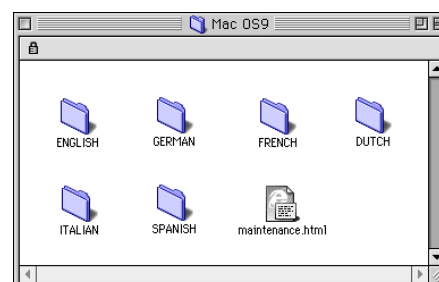 Mac OS9
ENGLISH GERMAN FRENCH DUTCH
ITALIAN SPANISH maintenance.html